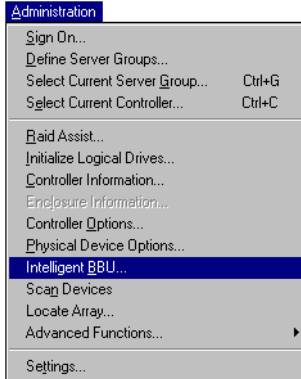 Administration
Sign On...
Define Server Groups...
Select Current Server Group... Ctrl+G
Select Current Controller... Ctrl+C
Raid Assist...
Initialize Logical Drives...
Controller Information...
Enclosure Information...
Controller Options...
Physical Device Options...
Intelligent BBU...
Scan Devices
Locate Array...
Advanced Functions...
Settings...